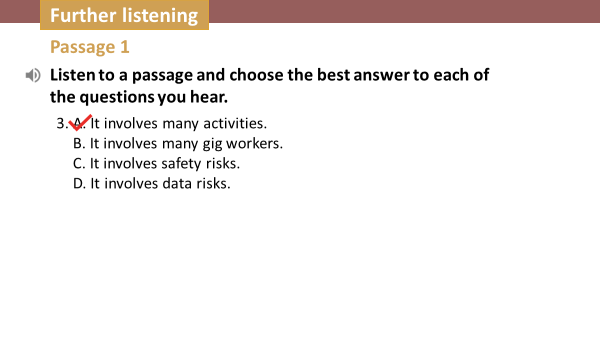 Further listening
Passage 1
Listen to a passage and choose the best answer to each of
the questions you hear.
3. A. It involves many activities.
B. It involves many gig workers.
C. It involves safety risks.
D. It involves data risks.